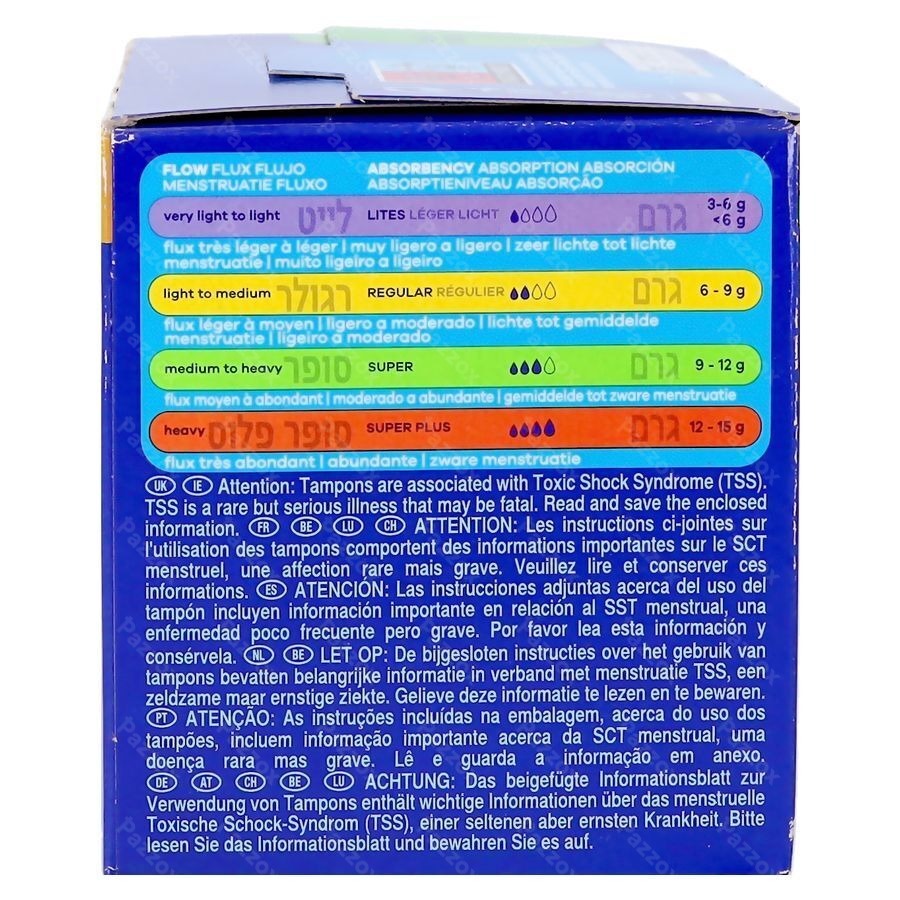 FLOW FLUX FLUJO
MENSTRUATIE FLUXO
ABSORBENCY ABSORPTION ABSORCIÓN
ABSORPTIENIVEAU ABSORÇÃO
very light to light לייט LITES LÉGER LICHT גרם 3-6 g
<6 g
flux très léger à léger | muy ligero a ligero | zeer lichte tot lichte
menstruatie | muito ligeiro a ligeiro
light to medium רגולר REGULAR RÉGULIER גרם 6 - 9 g
flux léger à moyen | ligero a moderado | lichte tot gemiddelde
menstruatie | ligeiro a moderado
medium to heavy סופר SUPER גרם 9 - 12 g
flux moyen à abondant | moderado a abundante | gemiddelde tot zware menstruatie
heavy סופר פלוס SUPER PLUS גרם 12 - 15 g
flux très abondant | abundante | zware menstruatie
UK IE Attention: Tampons are associated with Toxic Shock Syndrome (TSS).
TSS is a rare but serious illness that may be fatal. Read and save the enclosed
information. FR BE LU CH ATTENTION: Les instructions ci-jointes sur
l'utilisation des tampons comportent des informations importantes sur le SCT
menstruel, une affection rare mais grave. Veuillez lire et conserver ces
informations. ES ATENCIÓN: Las instrucciones adjuntas acerca del uso del
tampón incluyen información importante en relación al SST menstrual, una
enfermedad poco frecuente pero grave. Por favor lea esta información y
consérvela. NL BE LET OP: De bijgesloten instructies over het gebruik van
tampons bevatten belangrijke informatie in verband met menstruatie TSS, een
zeldzame maar ernstige ziekte. Gelieve deze informatie te lezen en te bewaren.
PT ATENÇÃO: As instruções incluídas na embalagem, acerca do uso dos
tampões, incluem informação importante acerca da SCT menstrual, uma
doença rara mas grave. Lê e guarda a informação em anexo.
DE AT CH BE LU ACHTUNG: Das beigefügte Informationsblatt zur
Verwendung von Tampons enthält wichtige Informationen über das menstruelle
Toxische Schock-Syndrom (TSS), einer seltenen aber ernsten Krankheit. Bitte
lesen Sie das Informationsblatt und bewahren Sie es auf.